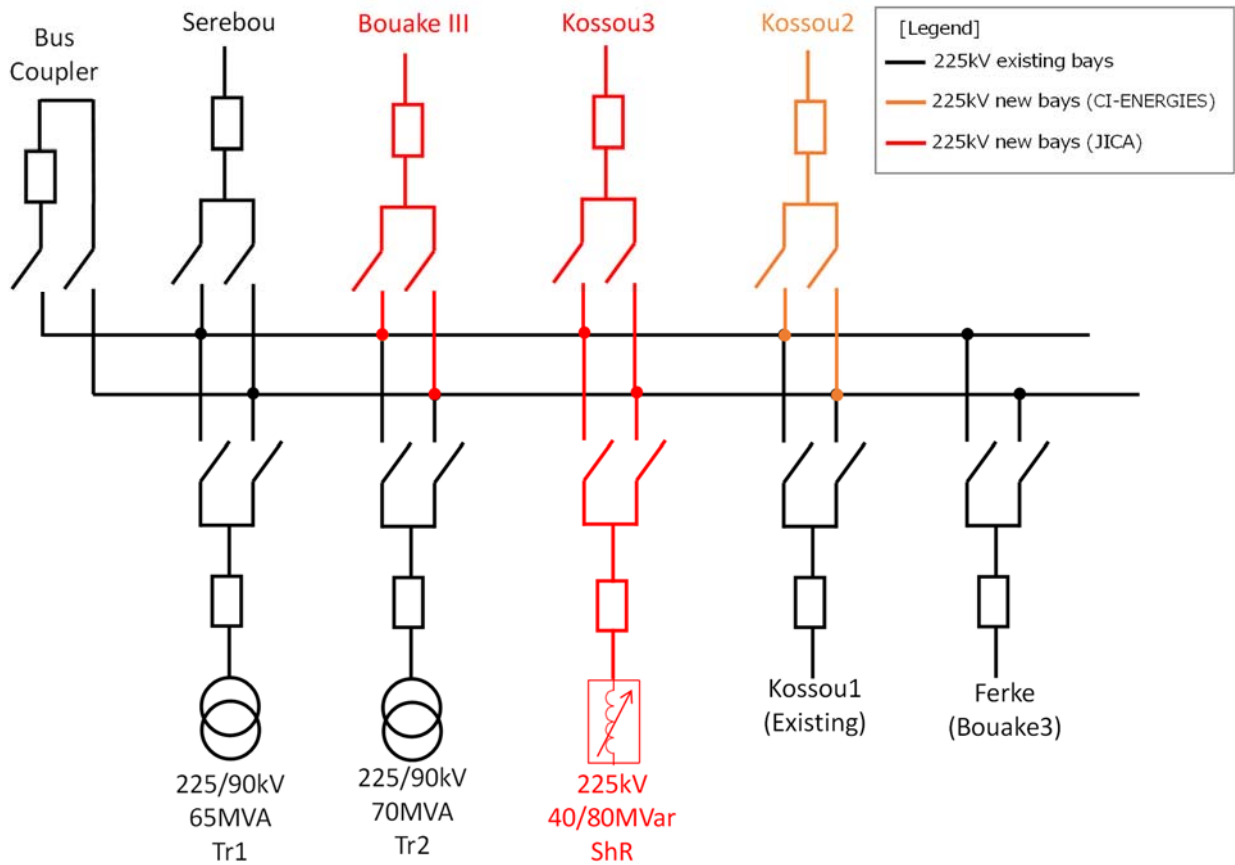 Bus
Coupler
Serebou
Bouake III
Kossou3
Kossou2
[Legend]
225kV existing bays
225kV new bays (CI-ENERGIES)
225kV new bays (JICA)
225/90kV
65MVA
Tr1
225/90kV
70MVA
Tr2
225kV
40/80MVar
ShR
Kossou1
(Existing)
Ferke
(Bouake3)